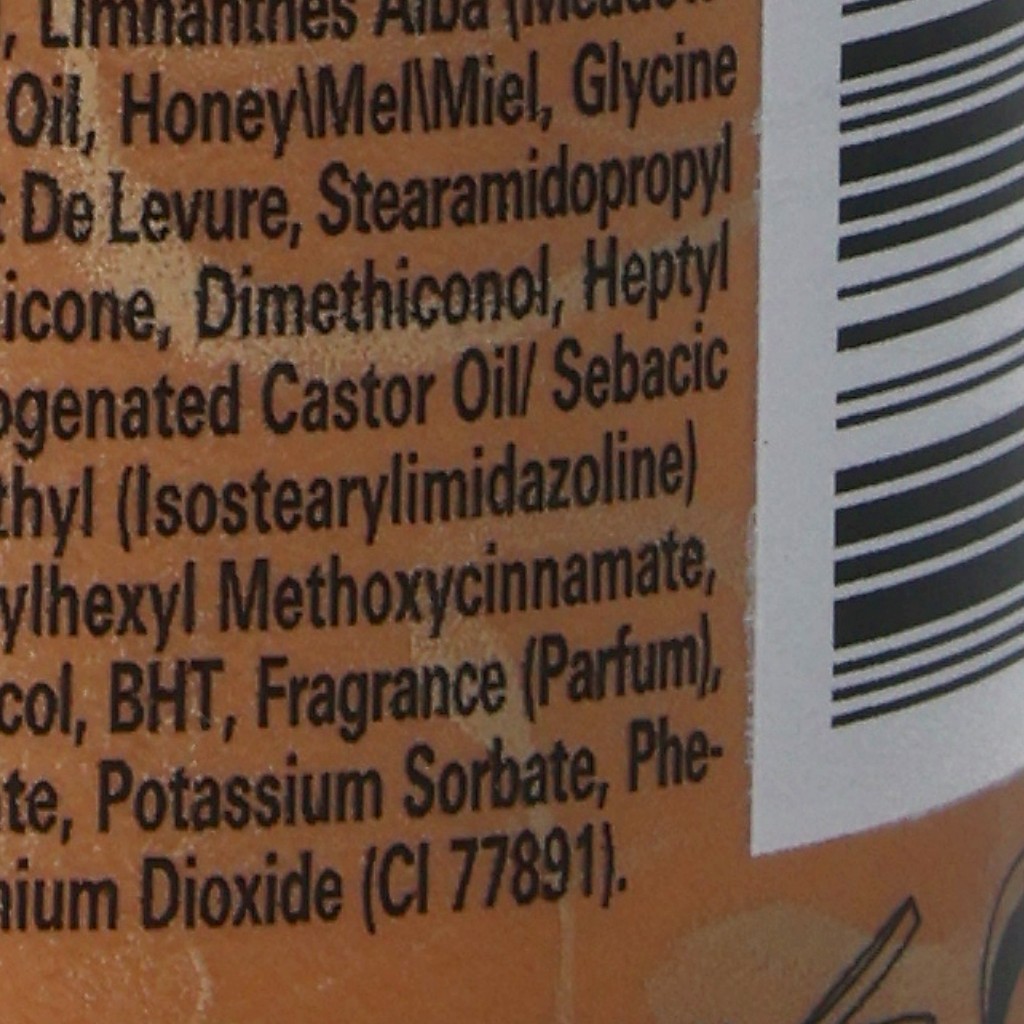 , Limnanthes Alba (Meadow-
Oil, Honey\Mel\Miel, Glycine
De Levure, Stearamidopropyl
icone, Dimethiconol, Heptyl
ogenated Castor Oil/ Sebacic
thyl (Isostearylimidazoline)
ylhexyl Methoxycinnamate,
col, BHT, Fragrance (Parfum),
te, Potassium Sorbate, Phe-
nium Dioxide (CI 77891).